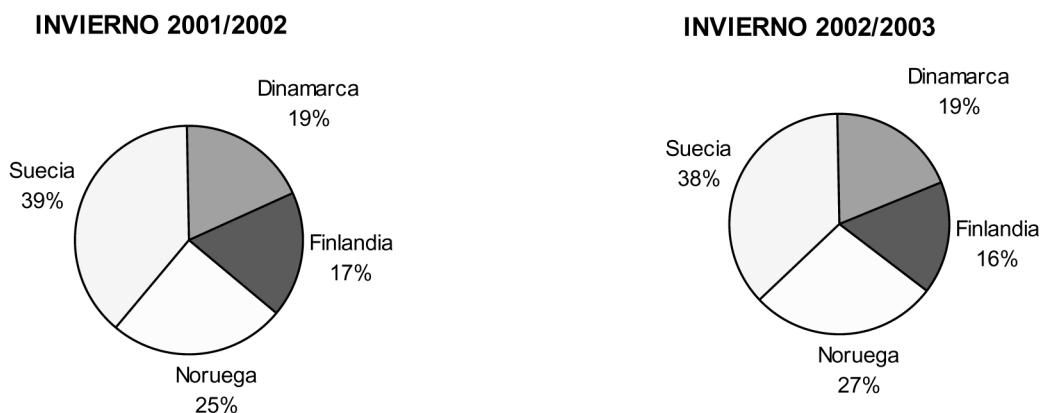 INVIERNO 2001/2002
Dinamarca
19%
Suecia
39%
Finlandia
17%
Noruega
25%
INVIERNO 2002/2003
Dinamarca
19%
Suecia
38%
Finlandia
16%
Noruega
27%